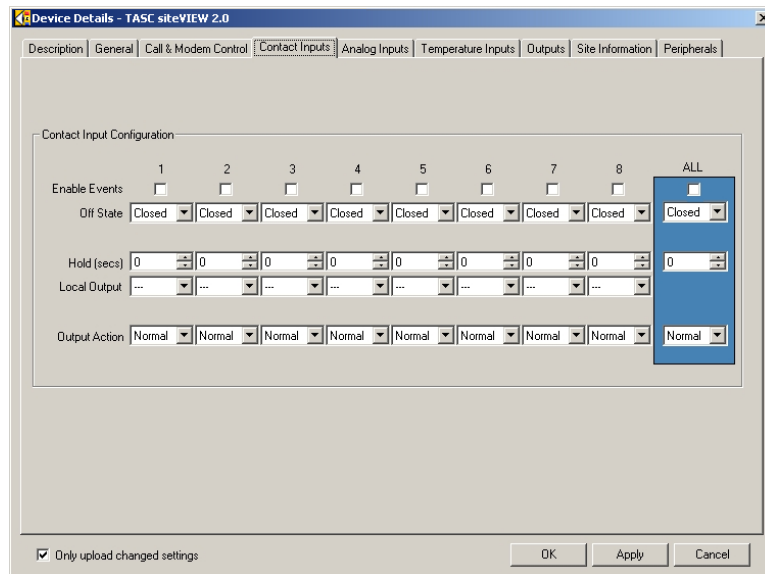 Device Details - TASC siteVIEW 2.0
Description General Call & Modem Control Contact Inputs Analog Inputs Temperature Inputs Outputs Site Information Peripherals
Contact Input Configuration
1 2 3 4 5 6 7 8 ALL
Enable Events
Off State Closed Closed Closed Closed Closed Closed Closed Closed Closed
Hold (secs) 0 0 0 0 0 0 0 0 0
Local Output --- --- --- --- --- --- --- ---
Output Action Normal Normal Normal Normal Normal Normal Normal Normal Normal
Only upload changed settings OK Apply Cancel